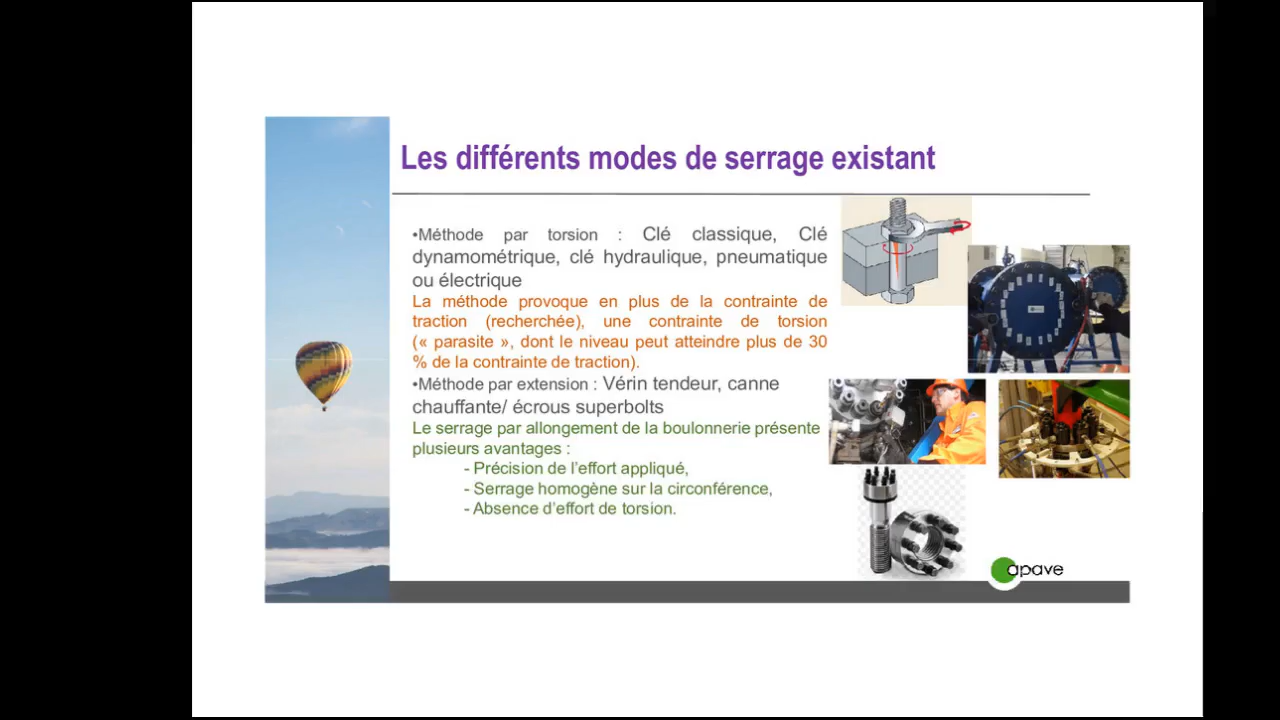 Les différents modes de serrage existant
•Méthode par torsion : Clé classique, Clé
dynamométrique, clé hydraulique, pneumatique
ou électrique
La méthode provoque en plus de la contrainte de
traction (recherchée), une contrainte de torsion
(« parasite », dont le niveau peut atteindre plus de 30
% de la contrainte de traction).
•Méthode par extension : Vérin tendeur, canne
chauffante/ écrous superbolts
Le serrage par allongement de la boulonnerie présente
plusieurs avantages :
- Précision de l’effort appliqué,
- Serrage homogène sur la circonférence,
- Absence d’effort de torsion.
apave